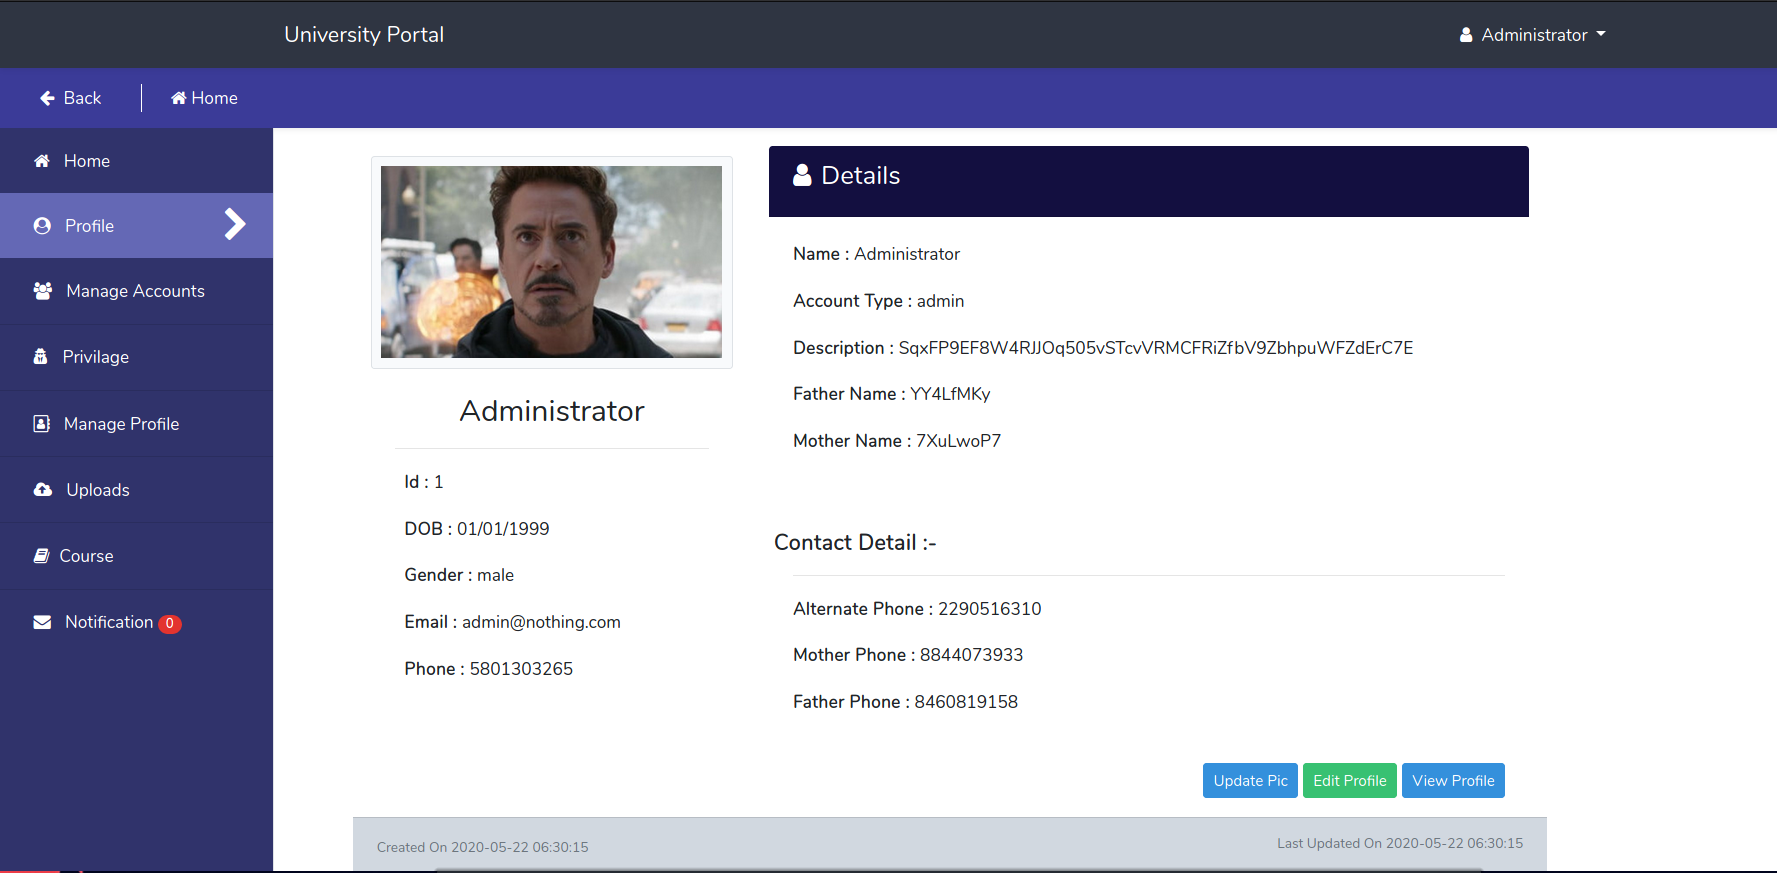 University Portal
Administrator
Back
Home
Home
Profile
Manage Accounts
Privilage
Manage Profile
Uploads
Course
Notification 0
Administrator
Id : 1
DOB : 01/01/1999
Gender : male
Email : admin@nothing.com
Phone : 5801303265
Details
Name : Administrator
Account Type : admin
Description : SqxFP9EF8W4RJJOq505vSTcvVRMCFRiZfbV9ZbhpuWFZdErC7E
Father Name : YY4LfMKy
Mother Name : 7XuLwoP7
Contact Detail :-
Alternate Phone : 2290516310
Mother Phone : 8844073933
Father Phone : 8460819158
Update Pic
Edit Profile
View Profile
Created On 2020-05-22 06:30:15
Last Updated On 2020-05-22 06:30:15